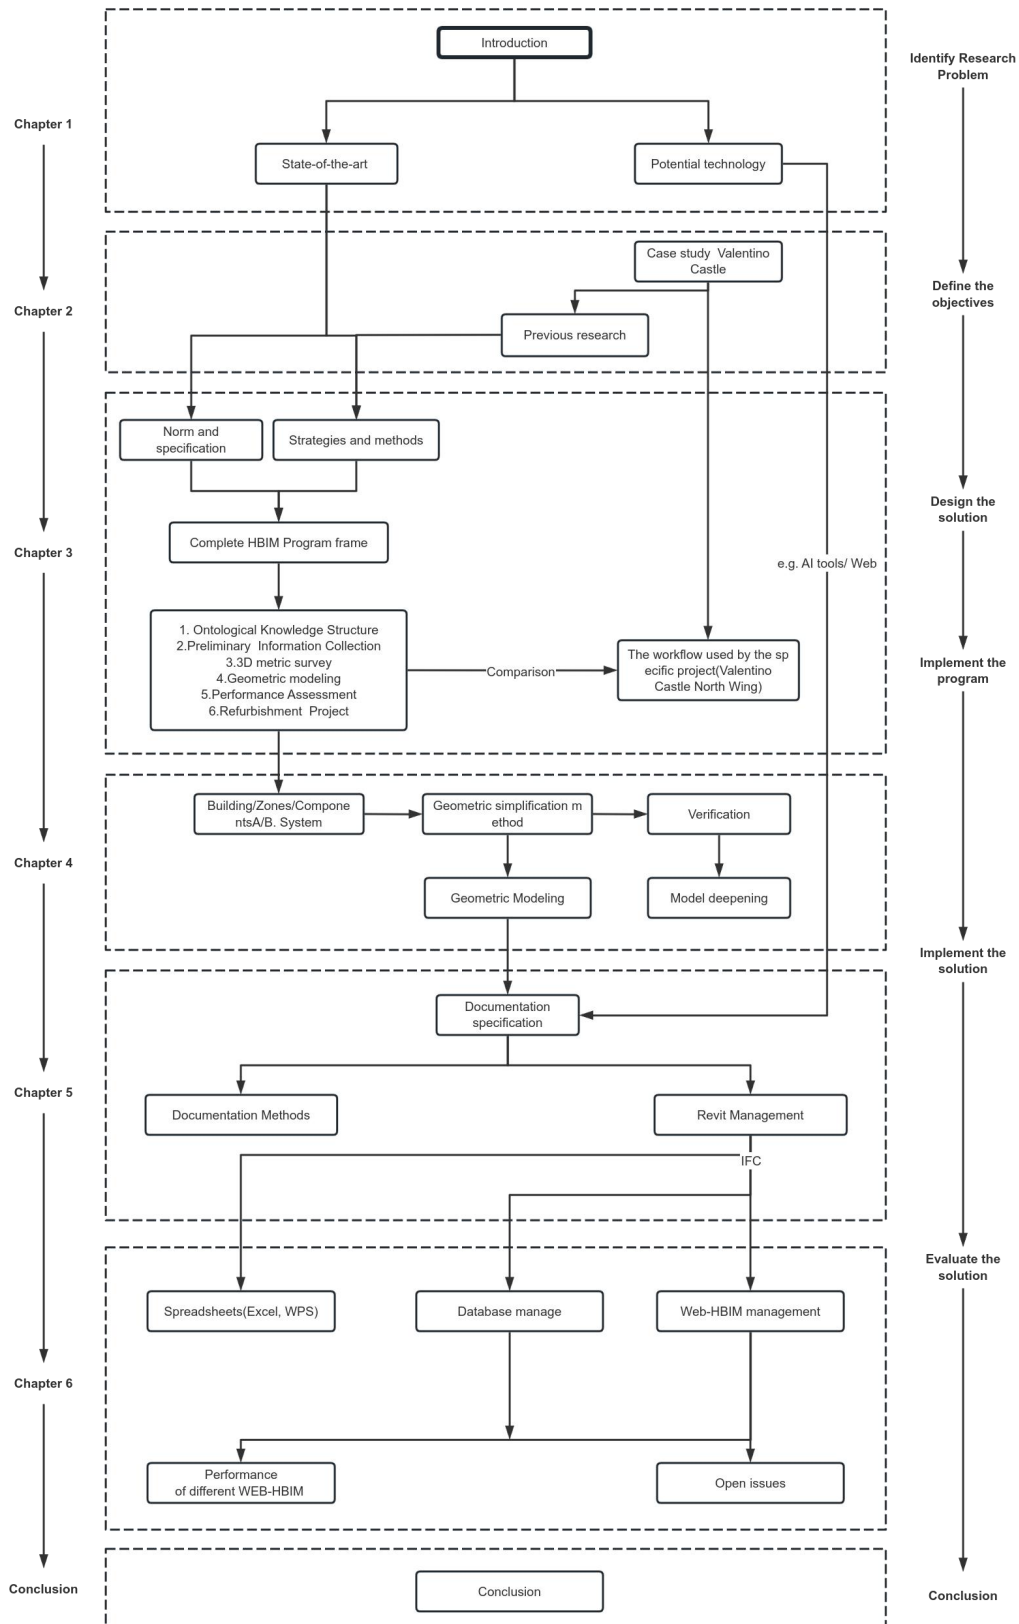 Introduction
Identify Research
Problem
Chapter 1
State-of-the-art
Potential technology
Case study  Valentino
Castle
Define the
objectives
Chapter 2
Previous research
Norm and
specification
Strategies and methods
Design the
solution
Complete HBIM Program frame
Chapter 3
e.g. AI tools/ Web
1. Ontological Knowledge Structure
2.Preliminary  Information Collection
3.3D metric survey
4.Geometric modeling
5.Performance Assessment
6.Refurbishment  Project
Comparison
The workflow used by the sp
ecific project(Valentino
Castle North Wing)
Implement the
program
Building/Zones/Compone
ntsA/B. System
Geometric simplification m
ethod
Verification
Chapter 4
Geometric Modeling
Model deepening
Implement the
solution
Documentation
specification
Chapter 5
Documentation Methods
Revit Management
IFC
Evaluate the
solution
Spreadsheets(Excel, WPS)
Database manage
Web-HBIM management
Chapter 6
Performance
of different WEB-HBIM
Open issues
Conclusion
Conclusion
Conclusion